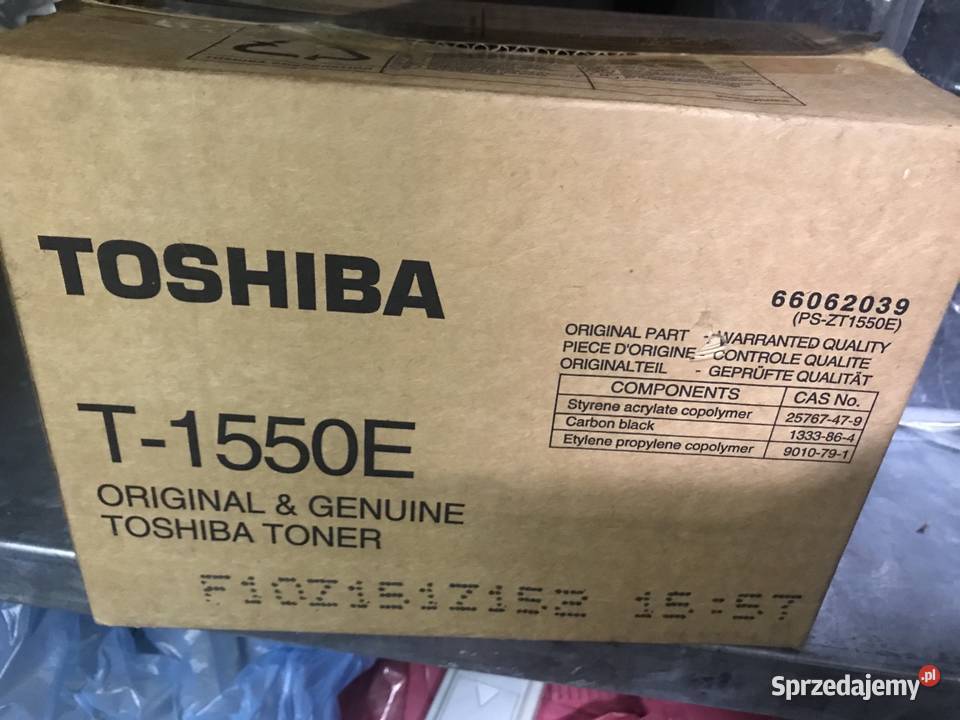 TOSHIBA
T-1550E
ORIGINAL & GENUINE
TOSHIBA TONER
66062039
(PS-ZT1550E)
ORIGINAL PART - WARRANTED QUALITY
PIECE D'ORIGINE - CONTROLE QUALITE
ORIGINALTEIL - GEPRÜFTE QUALITÄT
COMPONENTS CAS No.
Styrene acrylate copolymer 25767-47-9
Carbon black 1333-86-4
Etylene propylene copolymer 9010-79-1
15:57
Sprzedajemy.pl